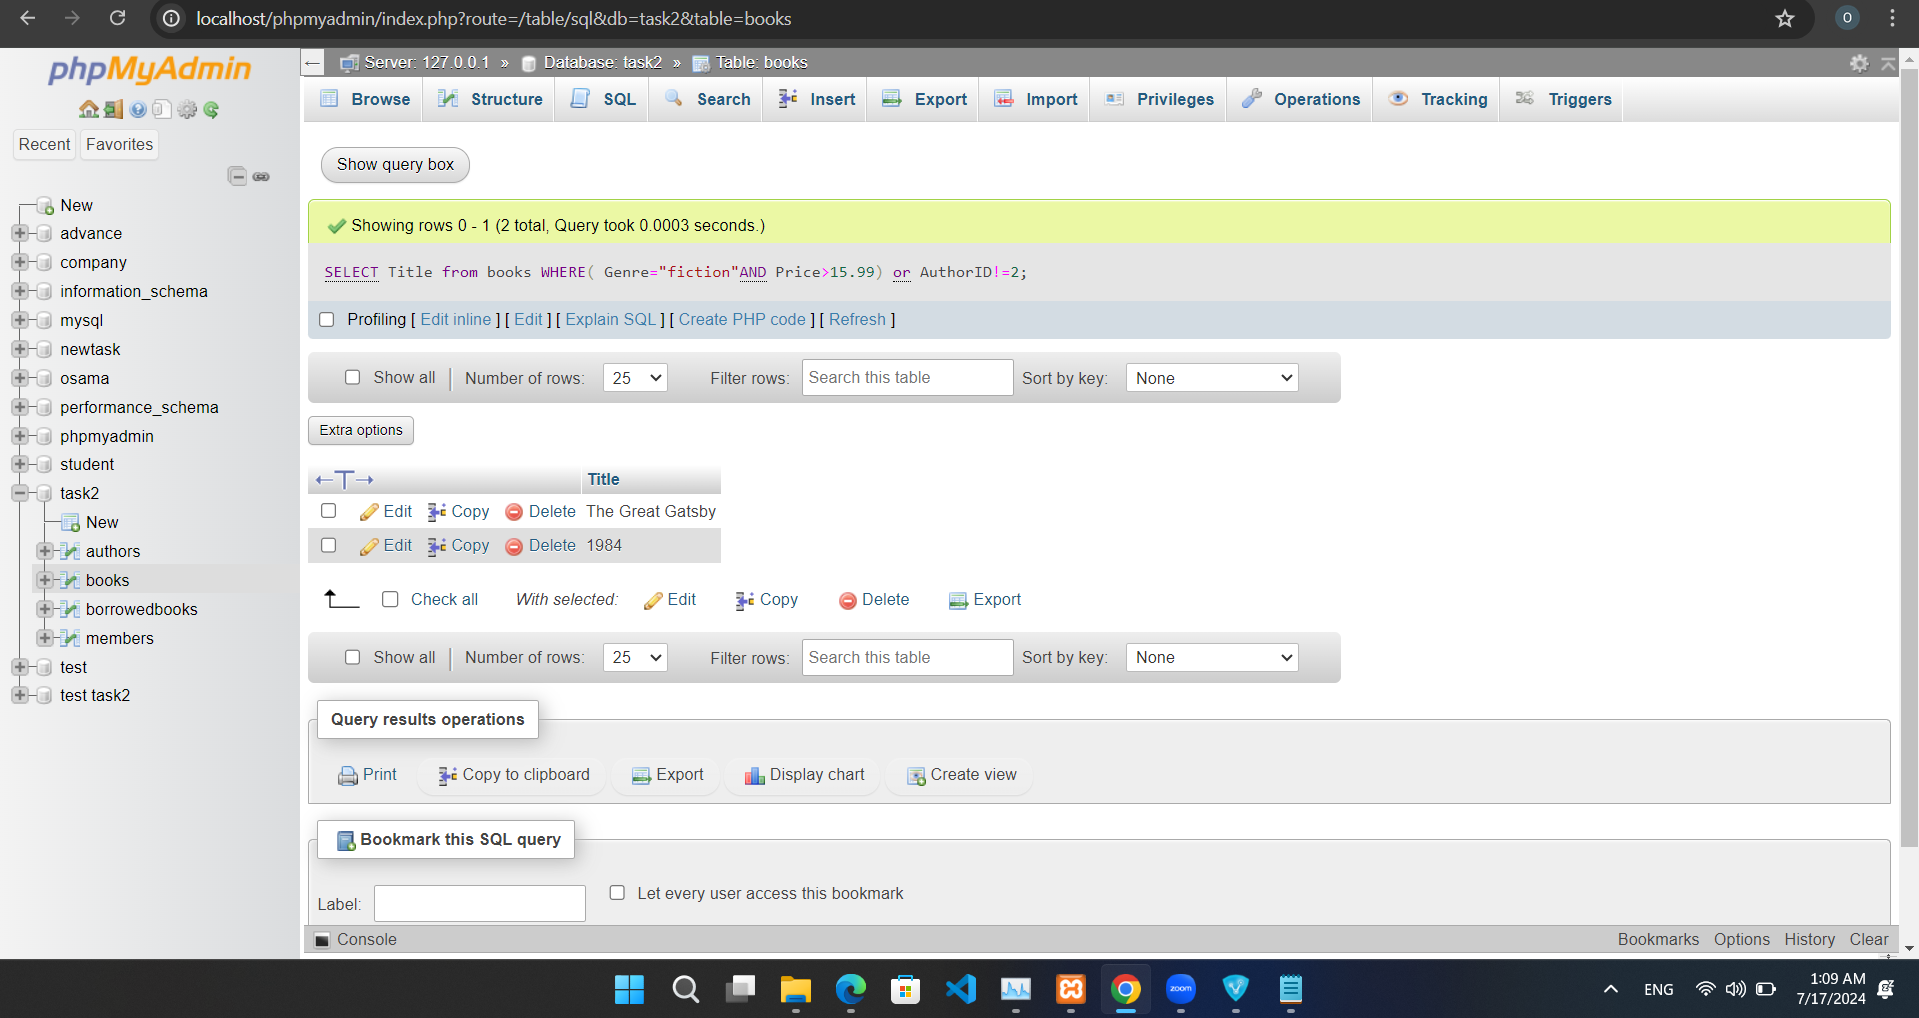 localhost/phpmyadmin/index.php?route=/table/sql&db=task2&table=books
O
phpMyAdmin
Recent Favorites
New
advance
company
information_schema
mysql
newtask
osama
performance_schema
phpmyadmin
student
task2
New
authors
books
borrowedbooks
members
test
test task2
Server: 127.0.0.1 » Database: task2 » Table: books
Browse Structure SQL Search Insert Export Import Privileges Operations Tracking Triggers
Show query box
Showing rows 0 - 1 (2 total, Query took 0.0003 seconds.)
SELECT Title from books WHERE( Genre="fiction"AND Price>15.99) or AuthorID!=2;
Profiling [ Edit inline ] [ Edit ] [ Explain SQL ] [ Create PHP code ] [ Refresh ]
Show all | Number of rows: 25 Filter rows: Search this table Sort by key: None
Extra options
←T→ Title
Edit Copy Delete The Great Gatsby
Edit Copy Delete 1984
Check all With selected: Edit Copy Delete Export
Show all | Number of rows: 25 Filter rows: Search this table Sort by key: None
Query results operations
Print Copy to clipboard Export Display chart Create view
Bookmark this SQL query
Label: Let every user access this bookmark
Console Bookmarks Options History Clear
zoom
ENG
1:09 AM
7/17/2024